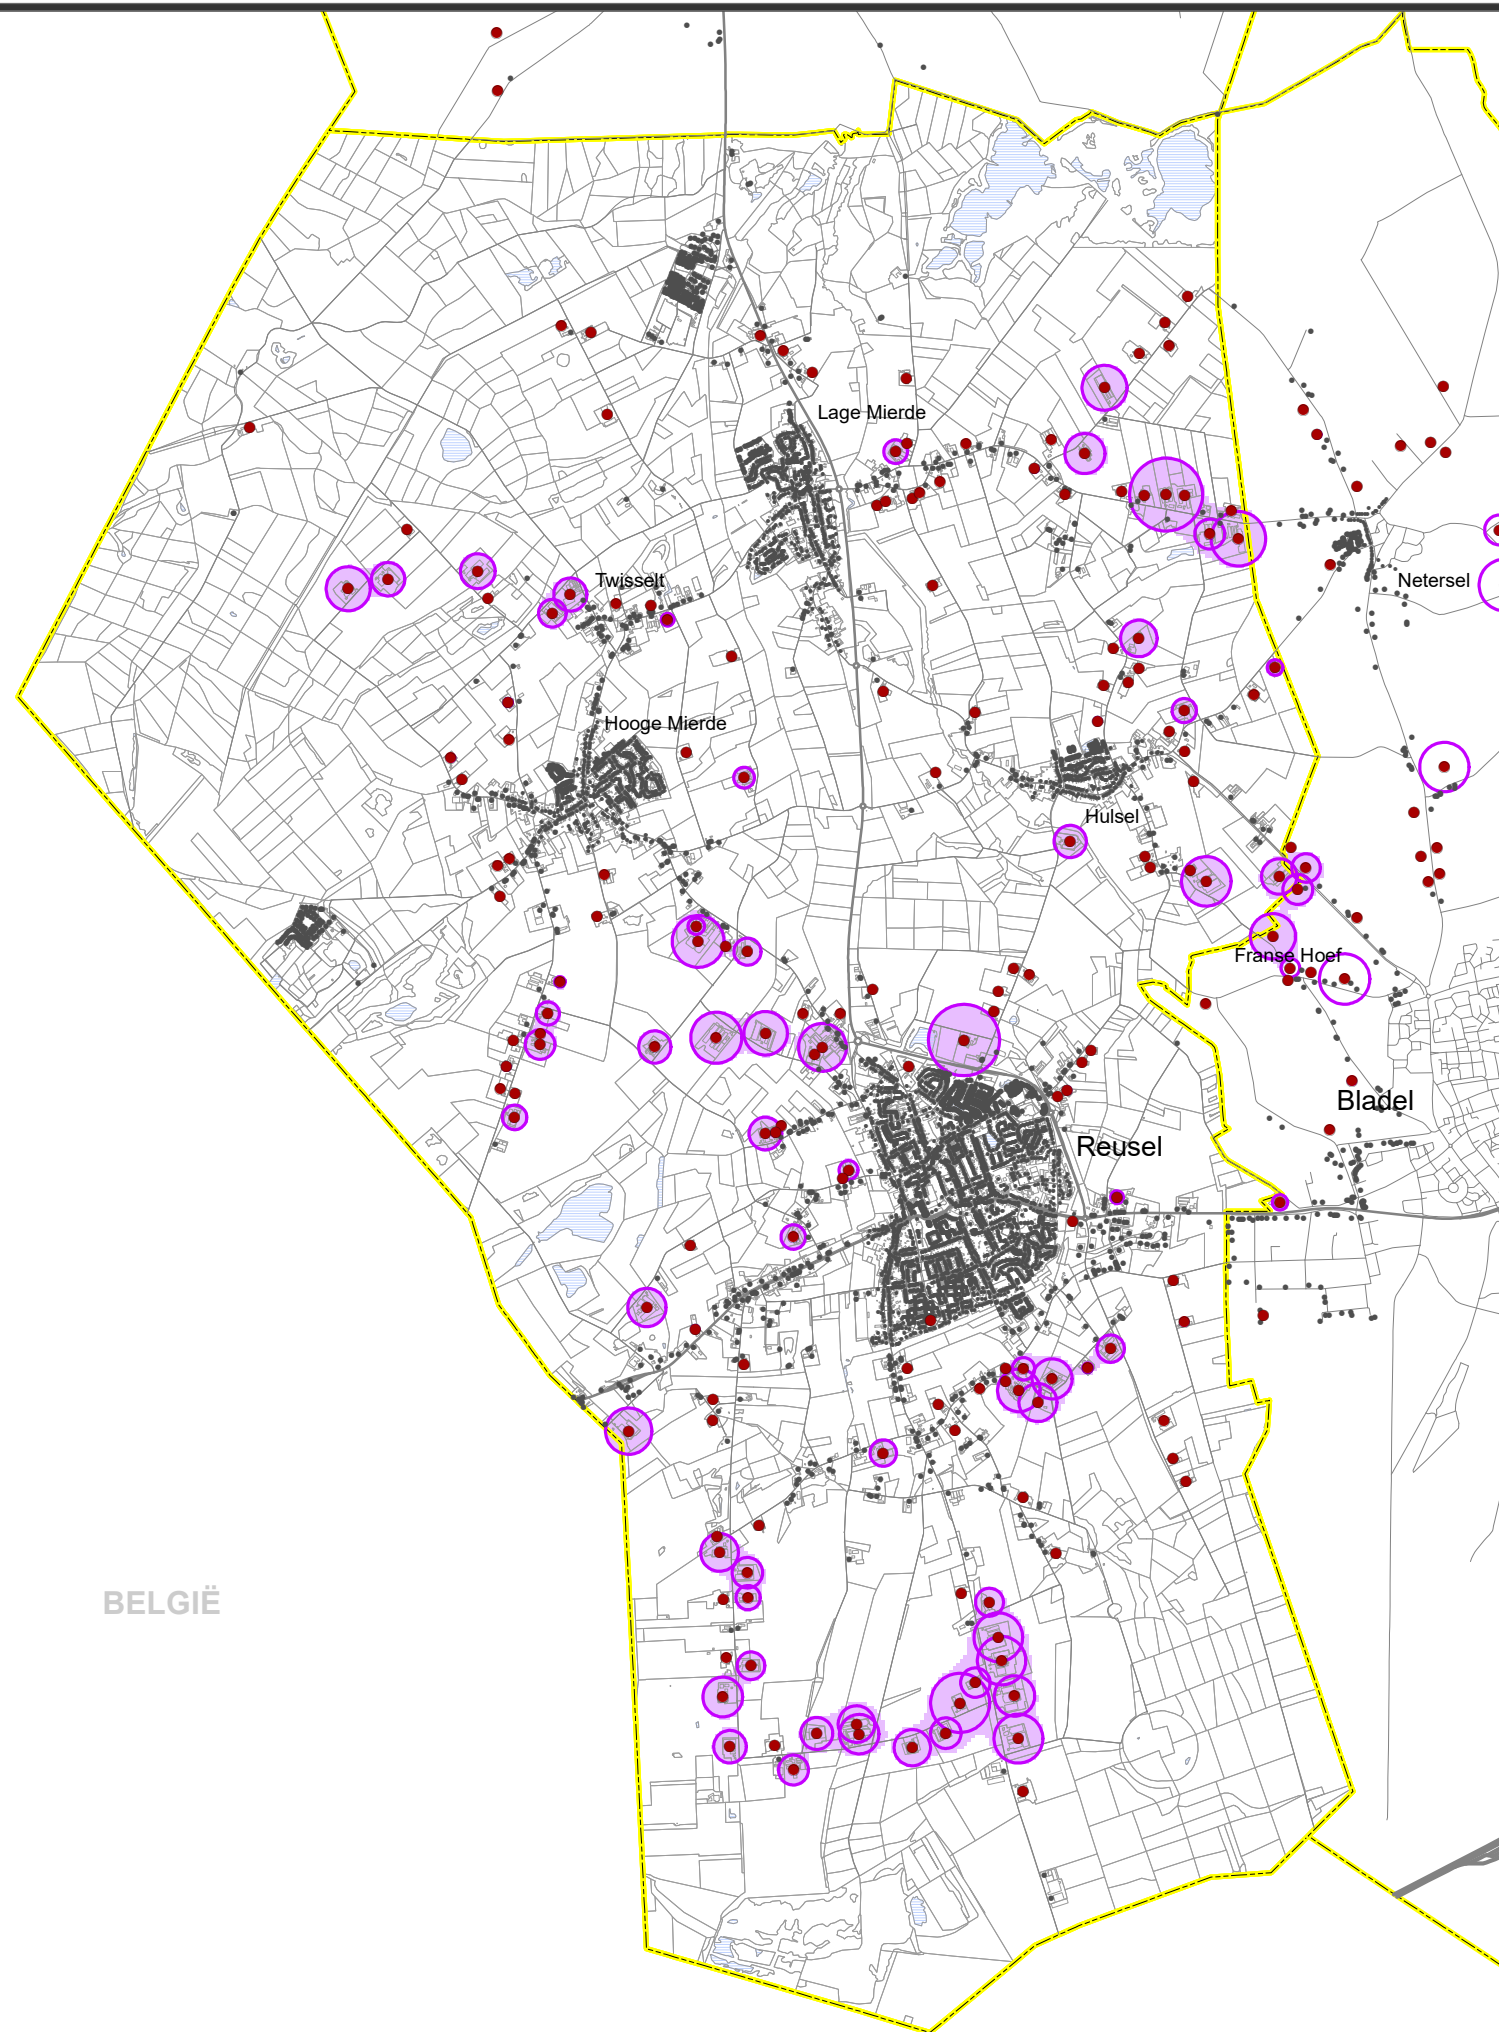 Lage Mierde
Twisselt
Netersel
Hooge Mierde
Hulsel
Franse Hoef
Bladel
Reusel
BELGIË